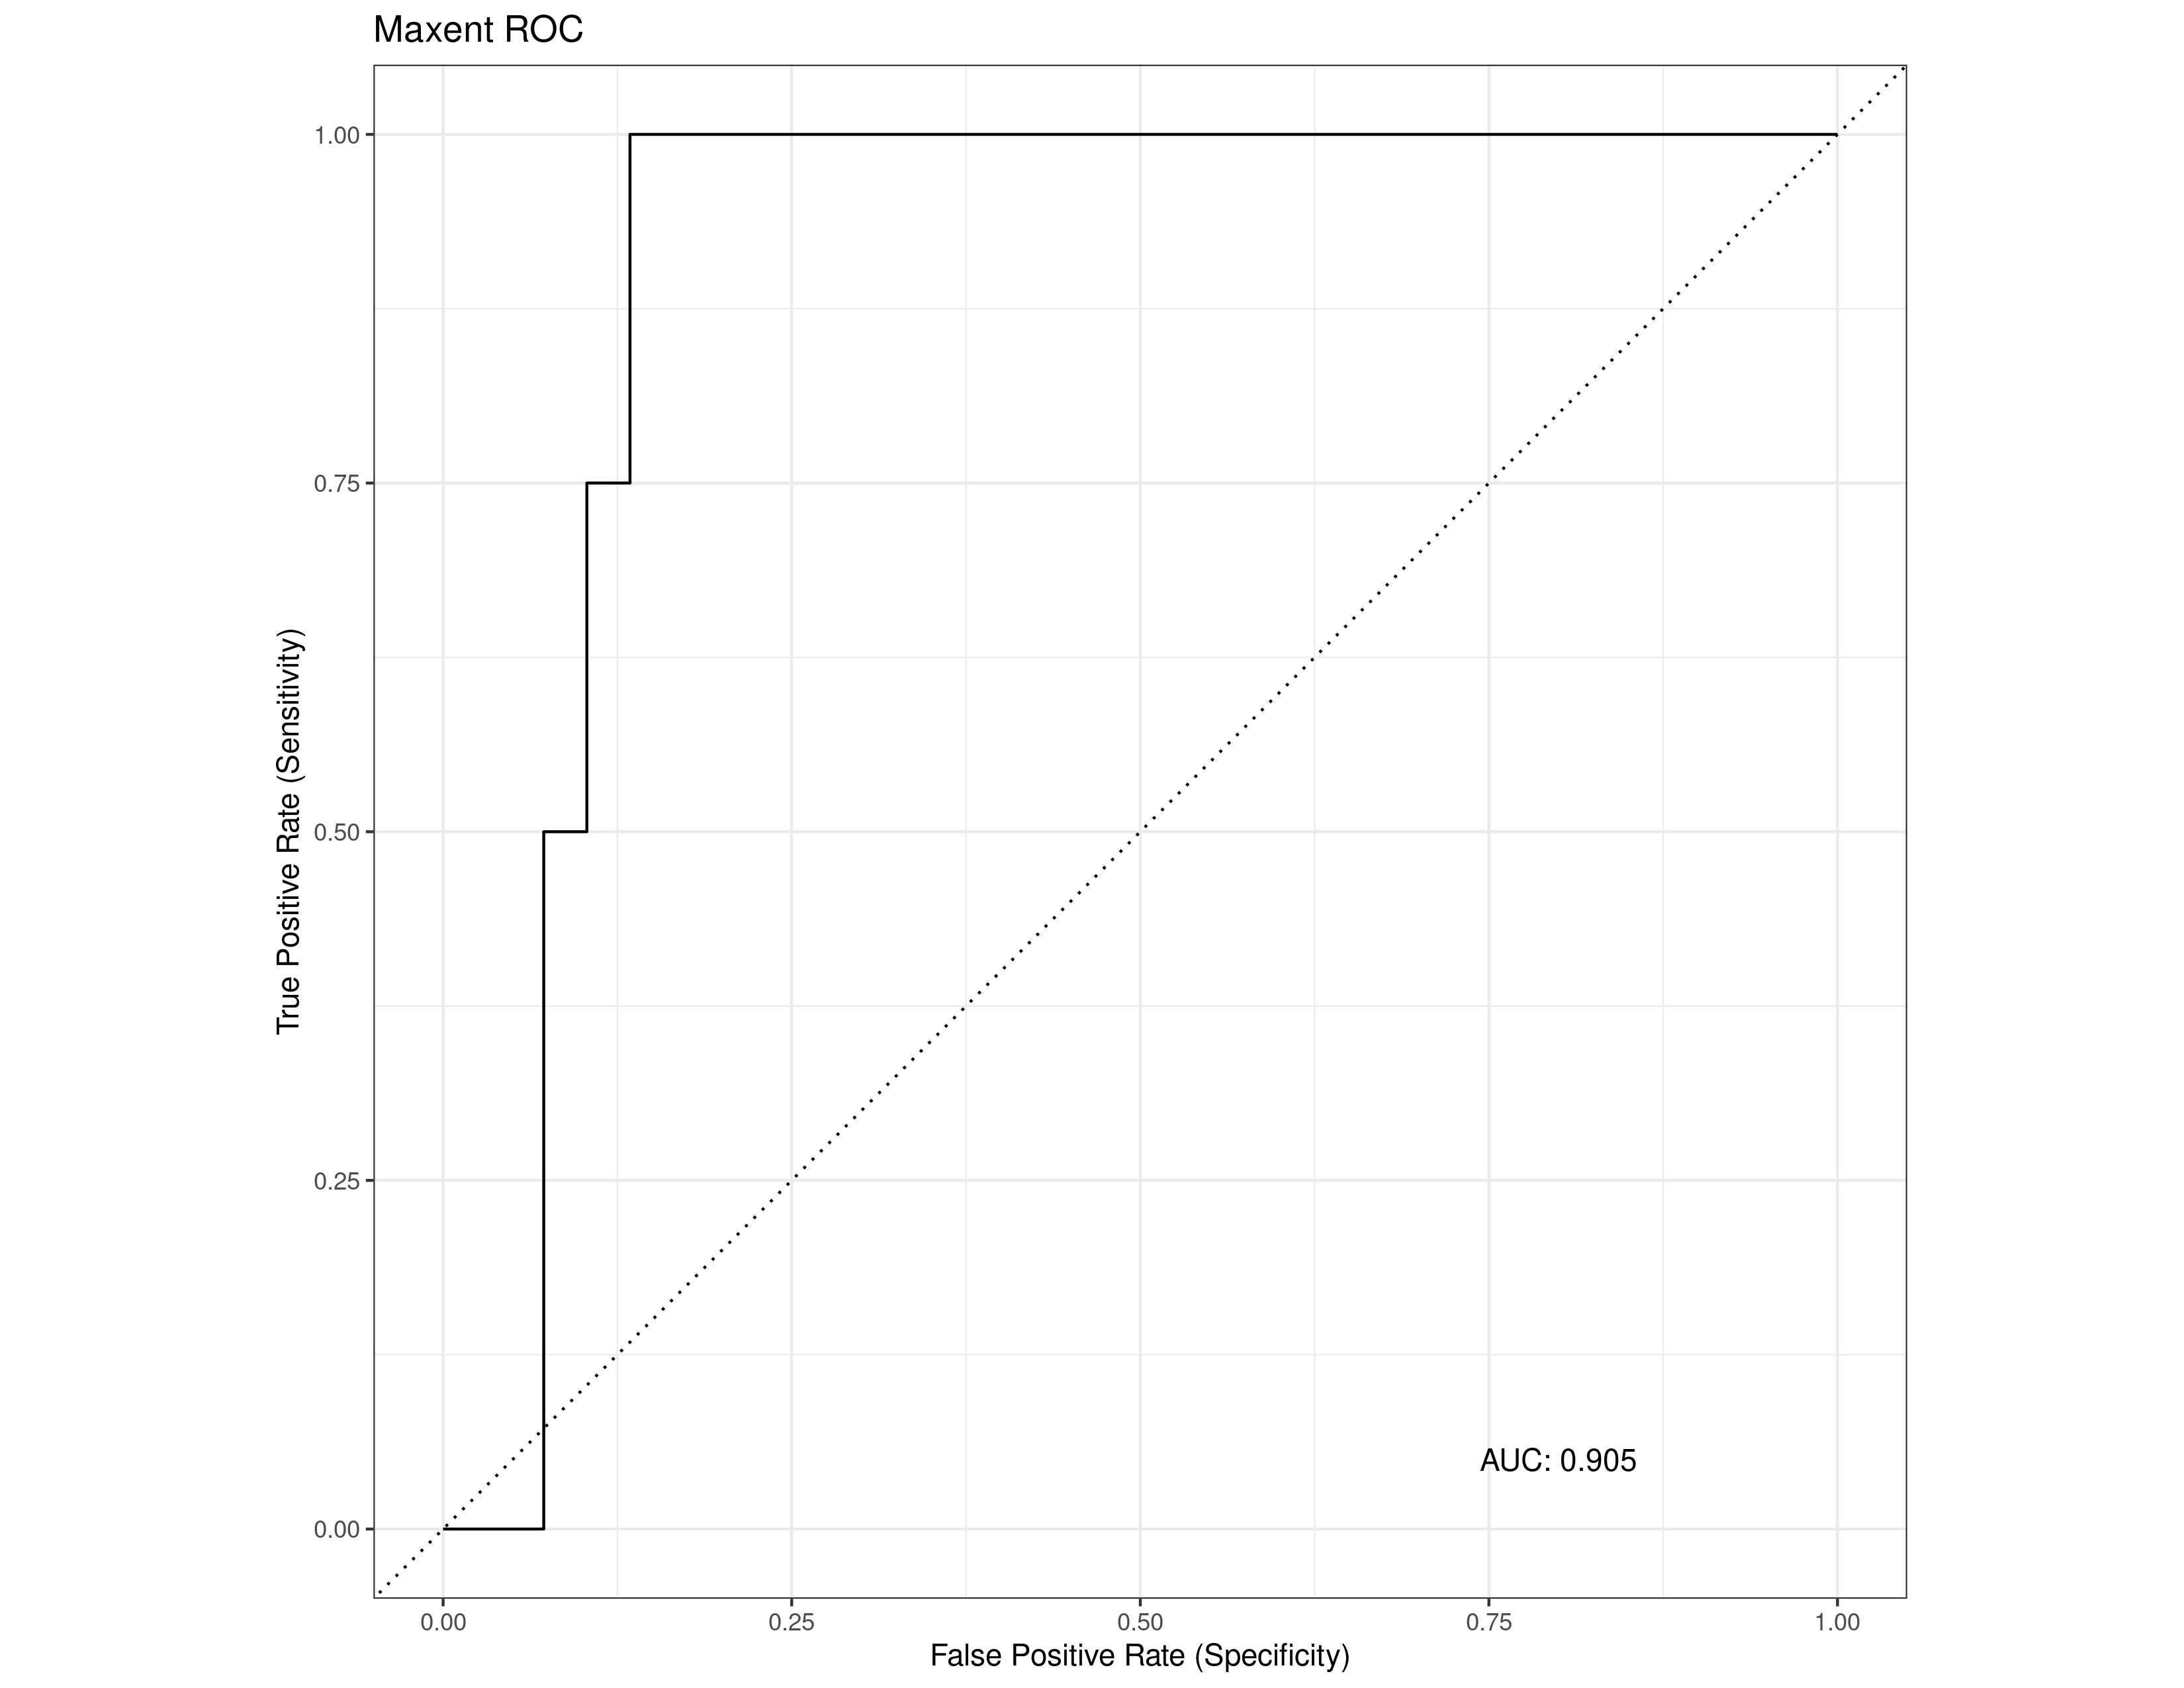 Maxent ROC
True Positive Rate (Sensitivity)
1.00
0.75
0.50
0.25
0.00
AUC: 0.905
0.00 0.25 0.50 0.75 1.00
False Positive Rate (Specificity)